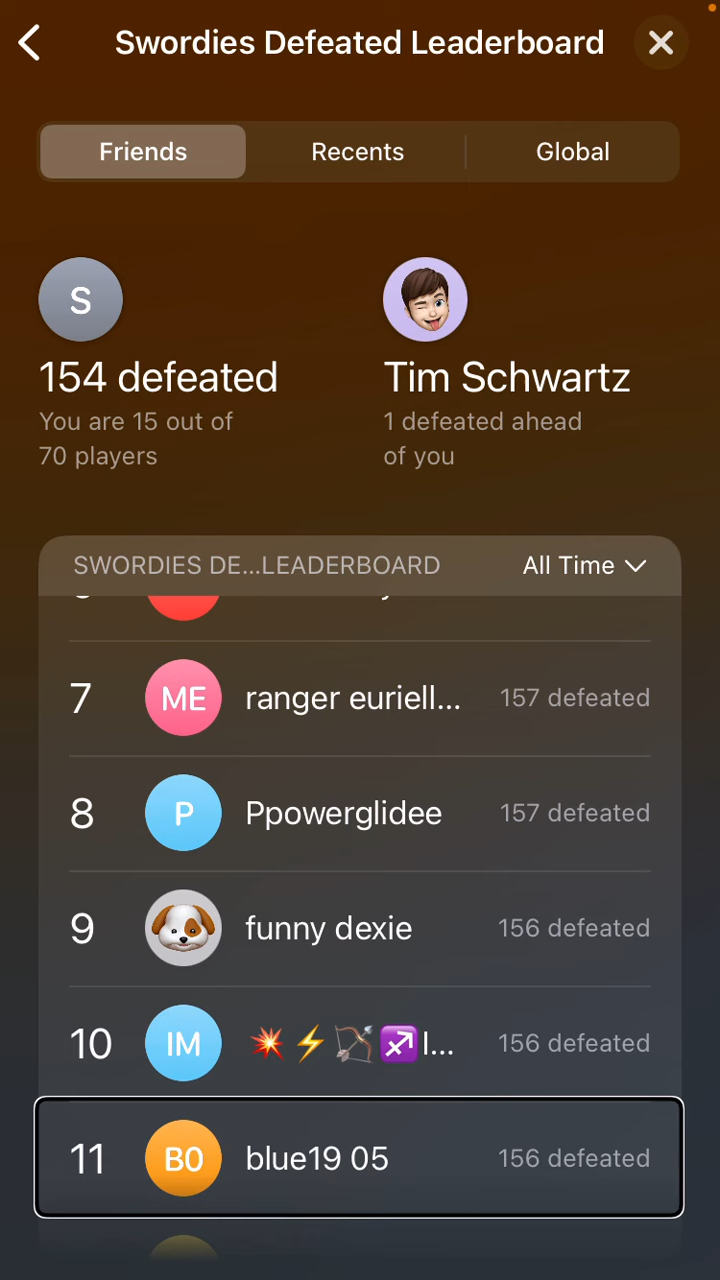 Swordies Defeated Leaderboard
Friends
Recents
Global
S
154 defeated
You are 15 out of
70 players
Tim Schwartz
1 defeated ahead
of you
SWORDIES DE...LEADERBOARD
All Time
7 ME ranger euriell... 157 defeated
8 P Ppowerglidee 157 defeated
9 funny dexie 156 defeated
10 IM 💥⚡🏹♐l... 156 defeated
11 B0 blue19 05 156 defeated